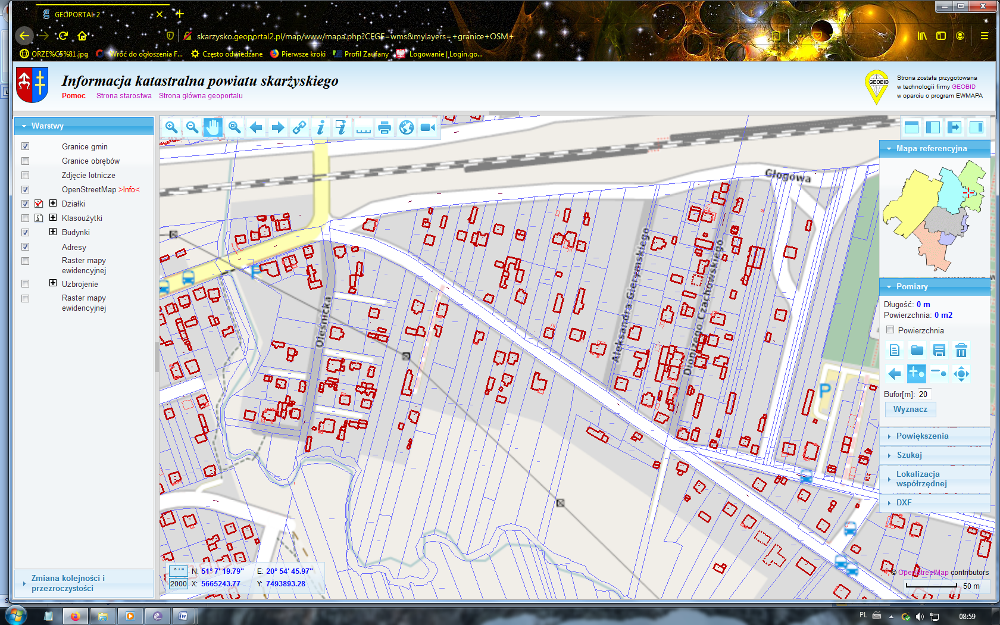 GEOPORTAL 2
skarzysko.geoportal2.pl/map/www/mapa.php?CFGF=wms&mylayers=+granice+OSM+
ORZE%C5%81.jpg
Wróć do ogłoszenia F...
Często odwiedzane
Pierwsze kroki
Profil Zaufany
Logowanie | Login.go...
Informacja katastralna powiatu skarżyskiego
Pomoc Strona starostwa Strona główna geoportalu
GEOBID
Strona została przygotowana
w technologii firmy GEOBID
w oparciu o program EWMAPA
Warstwy
Granice gmin
Granice obrębów
Zdjęcie lotnicze
OpenStreetMap >Info<
Działki
Klasoużytki
Budynki
Adresy
Raster mapy
ewidencyjnej
Uzbrojenie
Raster mapy
ewidencyjnej
Zmiana kolejności i
przezroczystości
Głogowa
Oleśnicka
Aleksandra Gierymskiego
Dionizego Czachowskiego
P
P
Mapa referencyjna
Pomiary
Długość: 0 m
Powierzchnia: 0 m2
Powierzchnia
Bufor[m]: 20
Wyznacz
Powiększenia
Szukaj
Lokalizacja
współrzędnej
DXF
° ' " N: 51° 7' 19.79" E: 20° 54' 45.97"
2000 X: 5665243.77 Y: 7493893.28
© OpenStreetMap contributors
50 m
PL
08:59